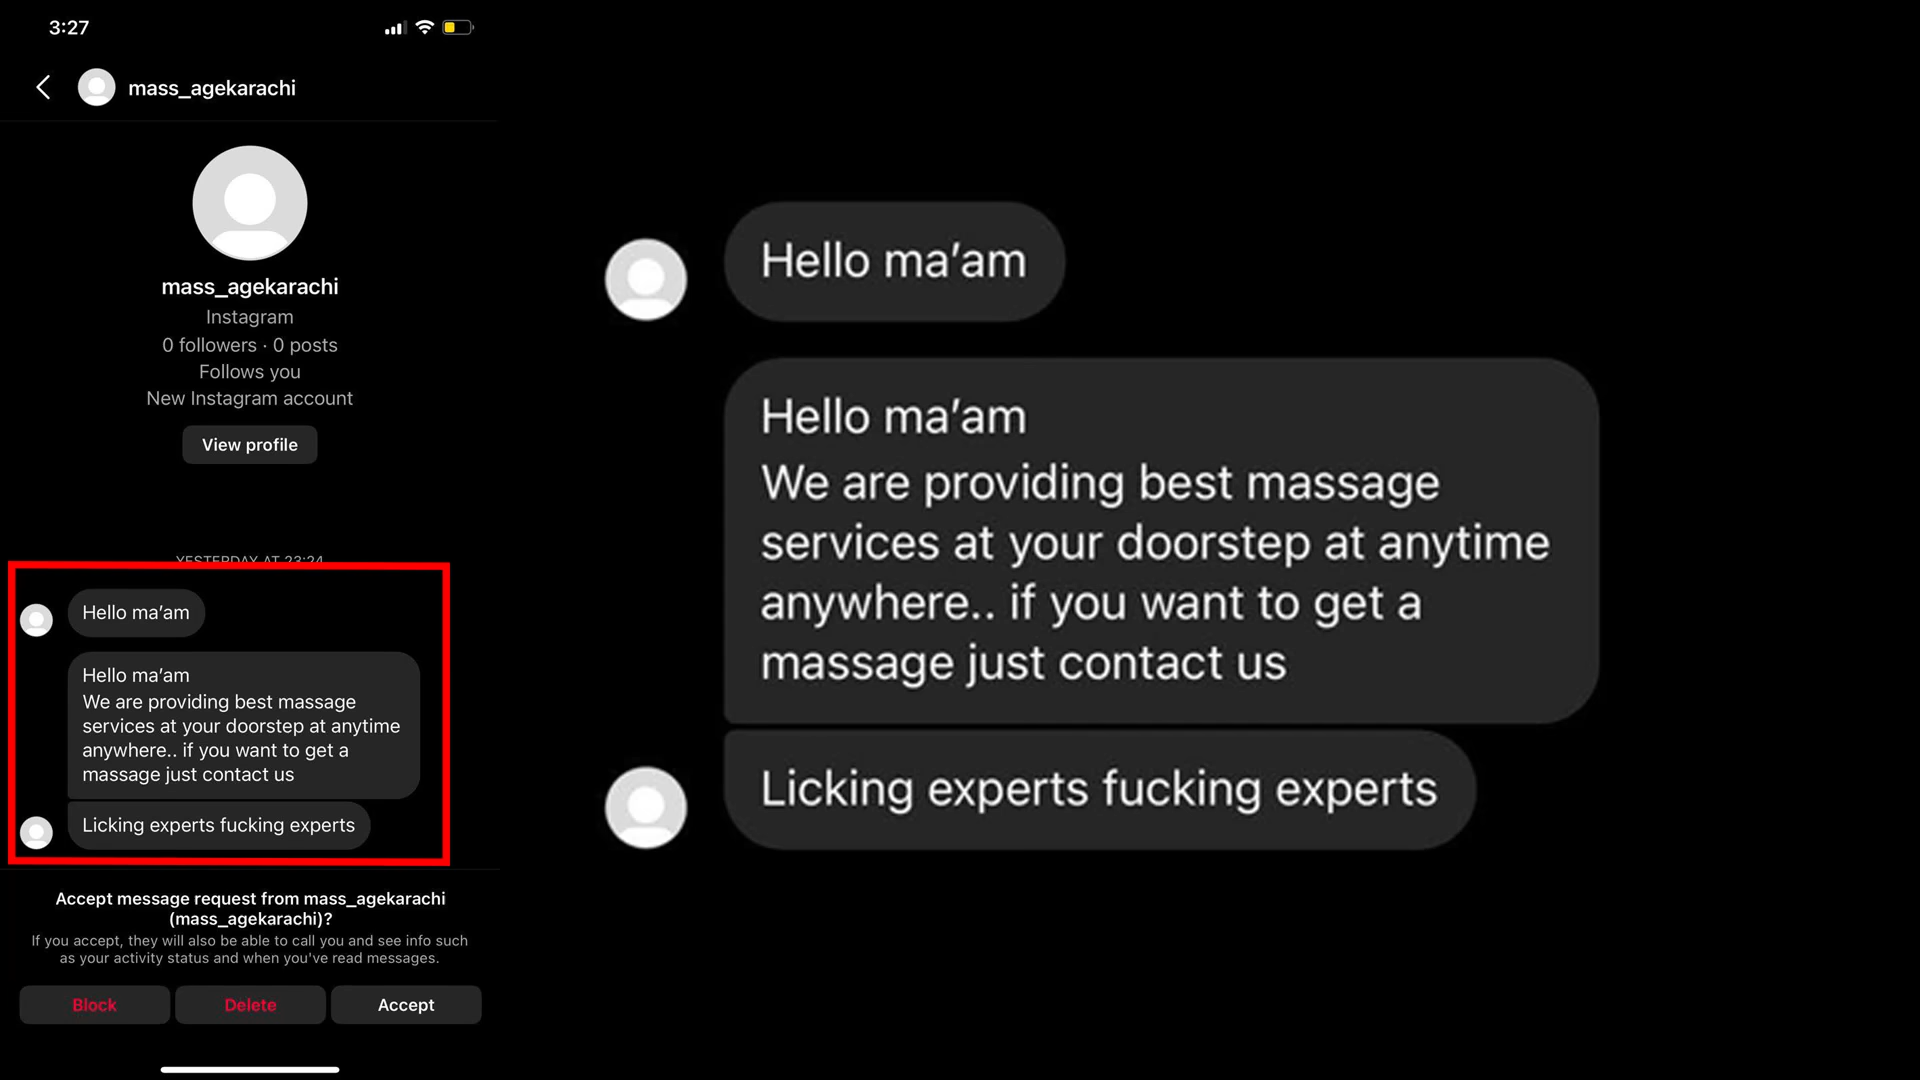 3:27
mass_agekarachi
mass_agekarachi
Instagram
0 followers · 0 posts
Follows you
New Instagram account
View profile
YESTERDAY AT 23:24
Hello ma’am
Hello ma’am
We are providing best massage
services at your doorstep at anytime
anywhere.. if you want to get a
massage just contact us
Licking experts fucking experts
Accept message request from mass_agekarachi
(mass_agekarachi)?
If you accept, they will also be able to call you and see info such
as your activity status and when you've read messages.
Block
Delete
Accept
Hello ma’am
Hello ma’am
We are providing best massage
services at your doorstep at anytime
anywhere.. if you want to get a
massage just contact us
Licking experts fucking experts